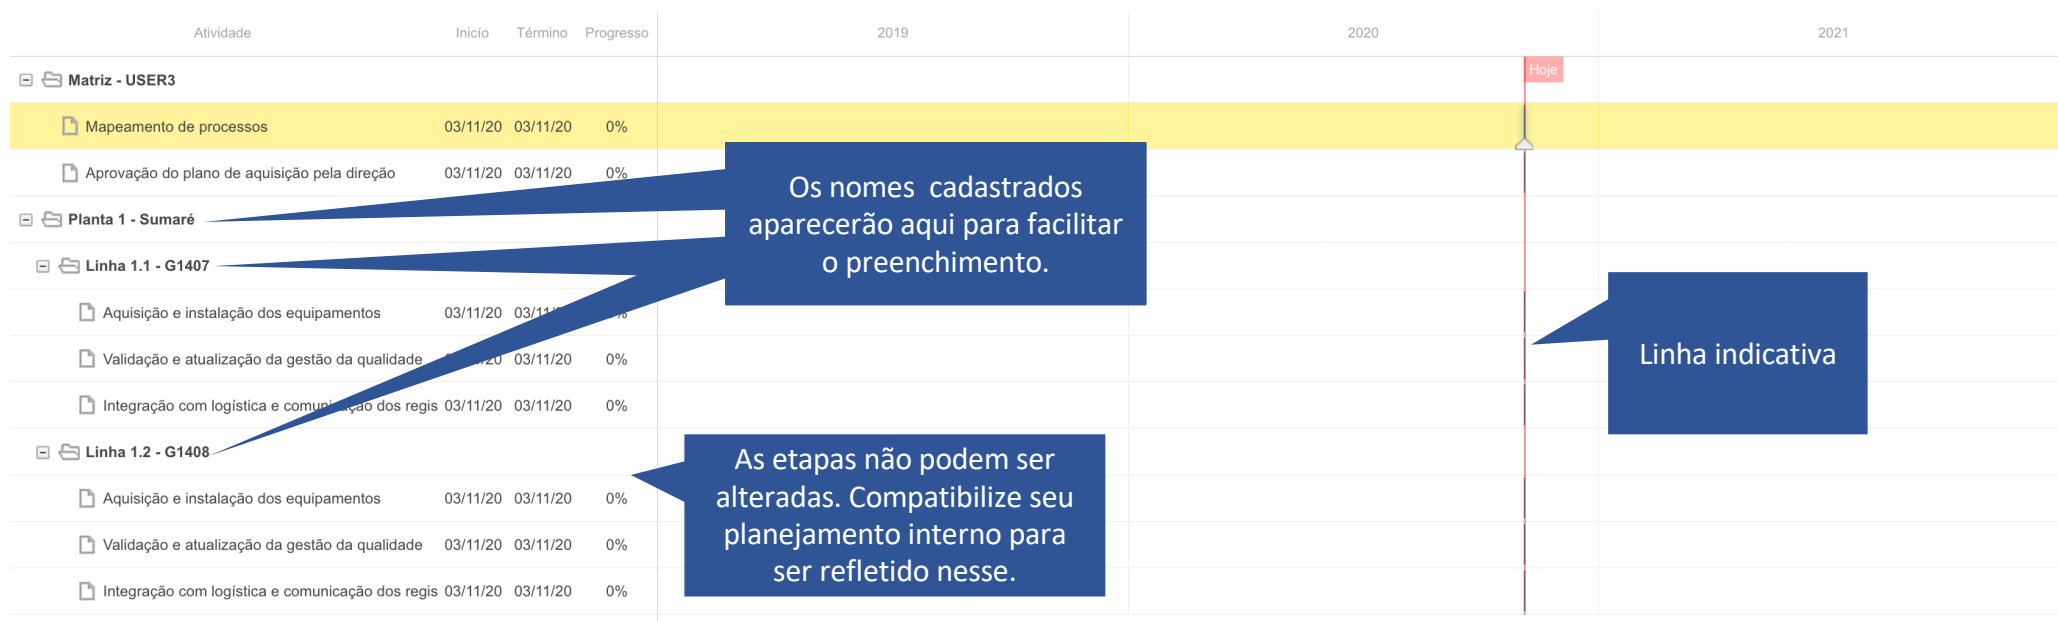 Atividade Inicío Término Progresso 2019 2020 2021
Matriz - USER3
Hoje
Mapeamento de processos 03/11/20 03/11/20 0%
Aprovação do plano de aquisição pela direção 03/11/20 03/11/20 0%
Planta 1 - Sumaré
Linha 1.1 - G1407
Aquisição e instalação dos equipamentos 03/11/20
Validação e atualização da gestão da qualidade 03/11/20 0%
Integração com logística e comunicação dos regis 03/11/20 03/11/20 0%
Linha 1.2 - G1408
Aquisição e instalação dos equipamentos 03/11/20 03/11/20 0%
Validação e atualização da gestão da qualidade 03/11/20 03/11/20 0%
Integração com logística e comunicação dos regis 03/11/20 03/11/20 0%
Os nomes cadastrados
aparecerão aqui para facilitar
o preenchimento.
Linha indicativa
As etapas não podem ser
alteradas. Compatibilize seu
planejamento interno para
ser refletido nesse.